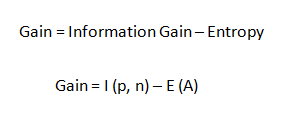 Gain = Information Gain – Entropy
Gain = I (p, n) – E (A)